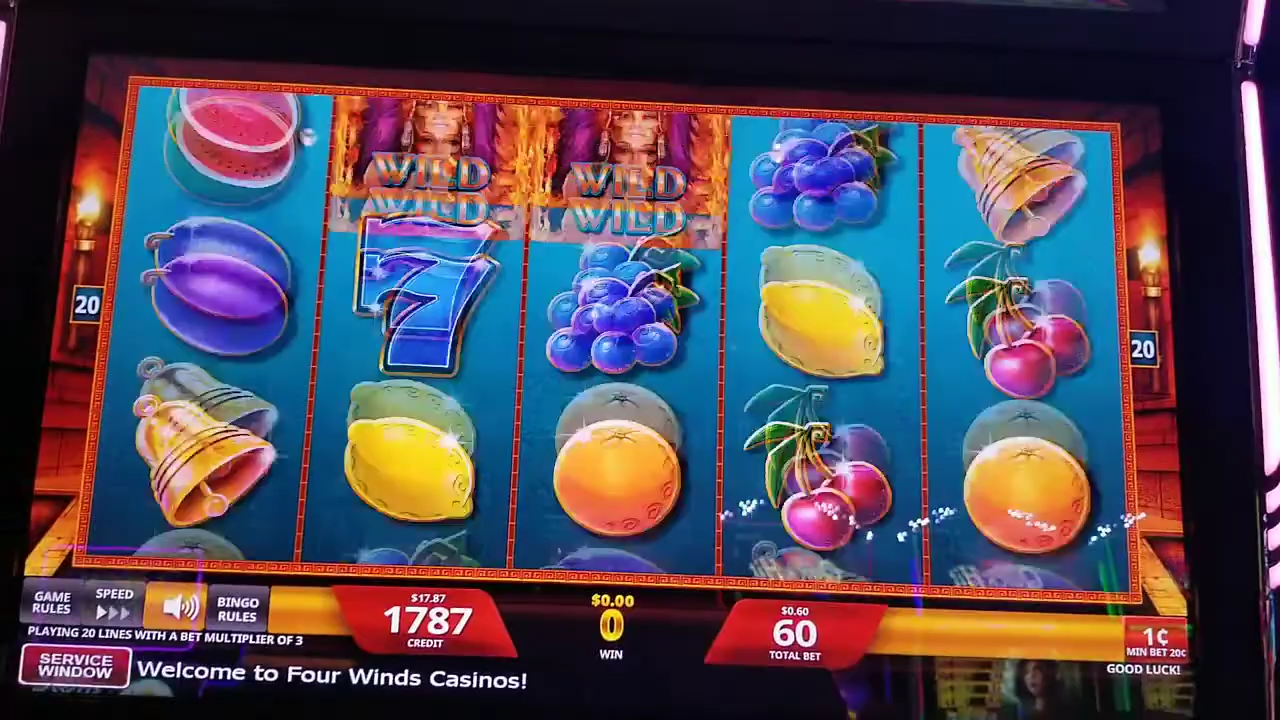 WILD WILD
WILD WILD
7
20
20
GAME RULES
SPEED
BINGO RULES
$17.87
1787
CREDIT
$0.00
0
WIN
$0.60
60
TOTAL BET
1¢
MIN BET 20¢
PLAYING 20 LINES WITH A BET MULTIPLIER OF 3
GOOD LUCK!
SERVICE WINDOW
Welcome to Four Winds Casinos!